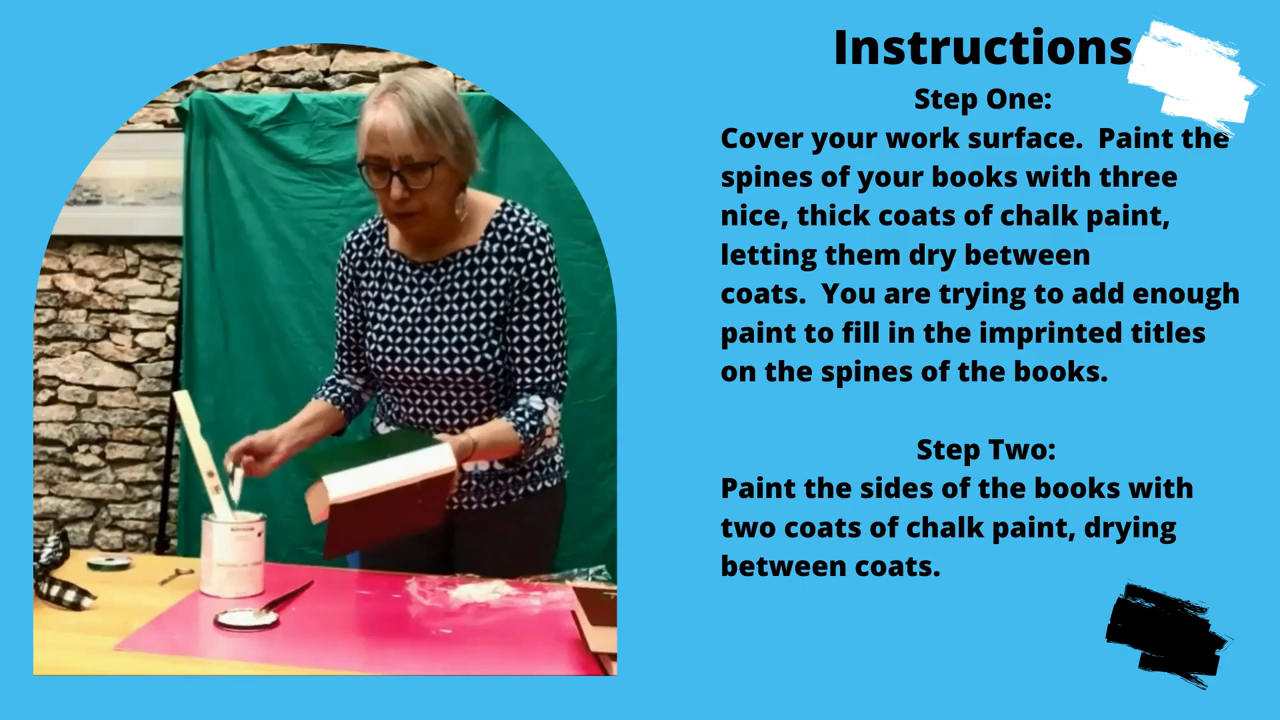 Instructions
Step One:
Cover your work surface.  Paint the
spines of your books with three
nice, thick coats of chalk paint,
letting them dry between
coats.  You are trying to add enough
paint to fill in the imprinted titles
on the spines of the books.
Step Two:
Paint the sides of the books with
two coats of chalk paint, drying
between coats.